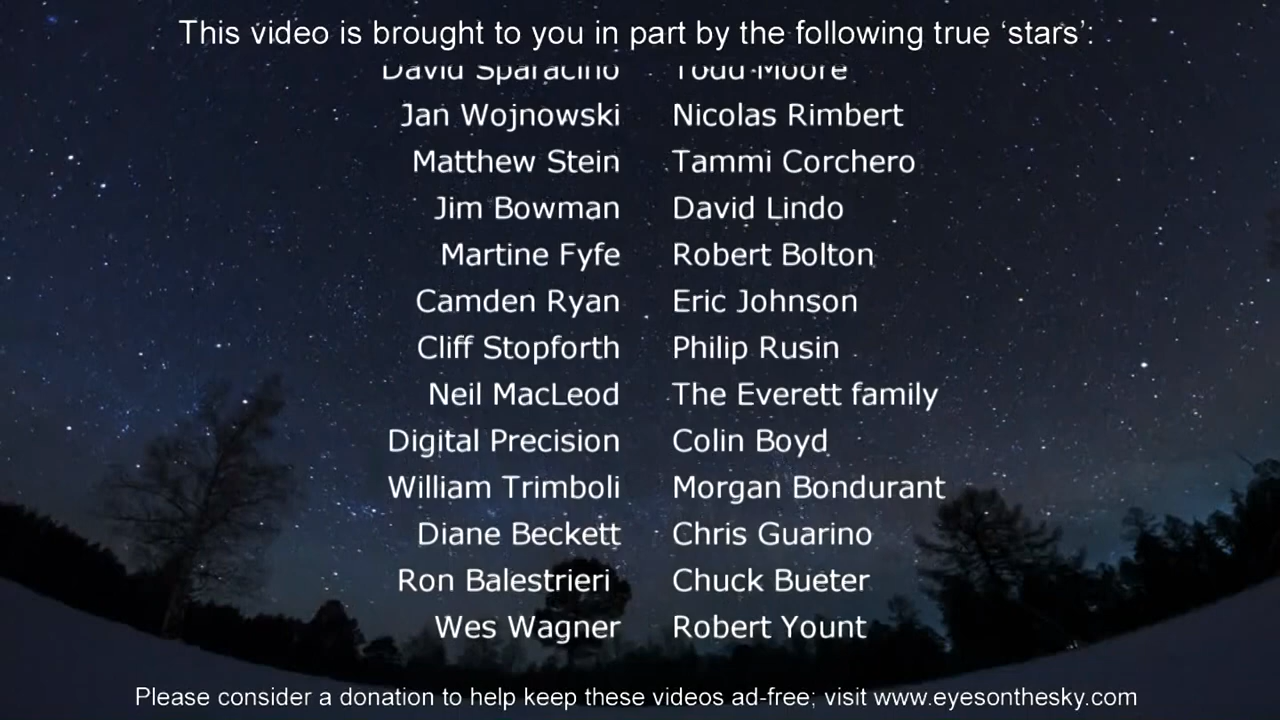 This video is brought to you in part by the following true ‘stars’:
David Sparacino Todd Moore
Jan Wojnowski Nicolas Rimbert
Matthew Stein Tammi Corchero
Jim Bowman David Lindo
Martine Fyfe Robert Bolton
Camden Ryan Eric Johnson
Cliff Stopforth Philip Rusin
Neil MacLeod The Everett family
Digital Precision Colin Boyd
William Trimboli Morgan Bondurant
Diane Beckett Chris Guarino
Ron Balestrieri Chuck Bueter
Wes Wagner Robert Yount
Please consider a donation to help keep these videos ad-free; visit www.eyesonthesky.com